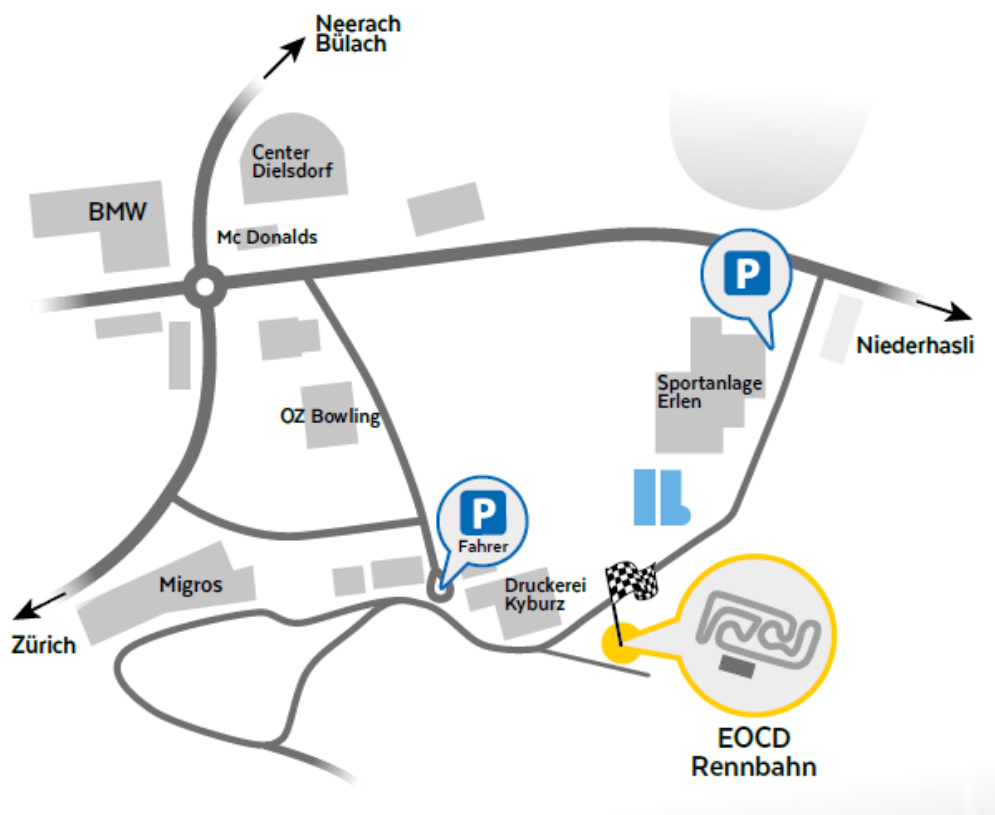 Neerach
Bülach
Center
Dielsdorf
BMW
Mc Donalds
P
Niederhasli
Sportanlage
Erlen
OZ Bowling
P
Fahrer
Migros
Druckerei
Kyburz
Zürich
EOCD
Rennbahn